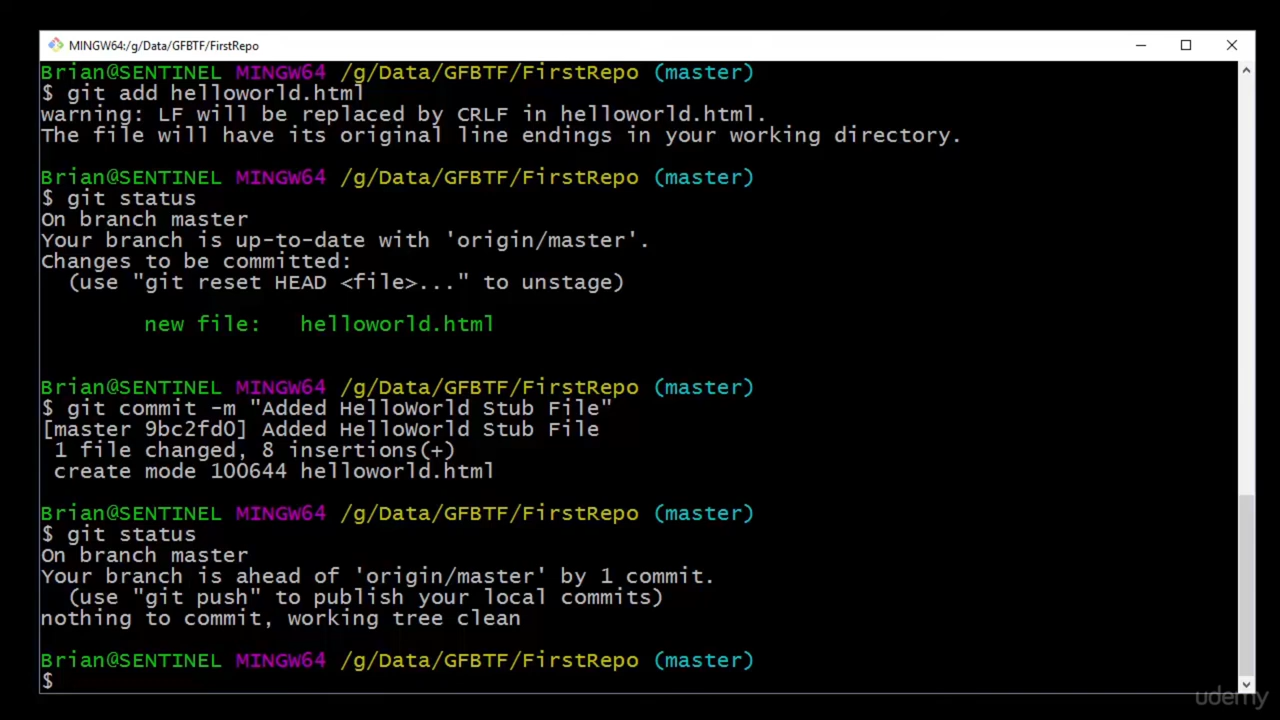 MINGW64:/g/Data/GFBTF/FirstRepo
Brian@SENTINEL MINGW64 /g/Data/GFBTF/FirstRepo (master)
$ git add helloworld.html
warning: LF will be replaced by CRLF in helloworld.html.
The file will have its original line endings in your working directory.
Brian@SENTINEL MINGW64 /g/Data/GFBTF/FirstRepo (master)
$ git status
On branch master
Your branch is up-to-date with 'origin/master'.
Changes to be committed:
  (use "git reset HEAD <file>..." to unstage)
        new file:   helloworld.html
Brian@SENTINEL MINGW64 /g/Data/GFBTF/FirstRepo (master)
$ git commit -m "Added HelloWorld Stub File"
[master 9bc2fd0] Added HelloWorld Stub File
 1 file changed, 8 insertions(+)
 create mode 100644 helloworld.html
Brian@SENTINEL MINGW64 /g/Data/GFBTF/FirstRepo (master)
$ git status
On branch master
Your branch is ahead of 'origin/master' by 1 commit.
  (use "git push" to publish your local commits)
nothing to commit, working tree clean
Brian@SENTINEL MINGW64 /g/Data/GFBTF/FirstRepo (master)
$
udemy